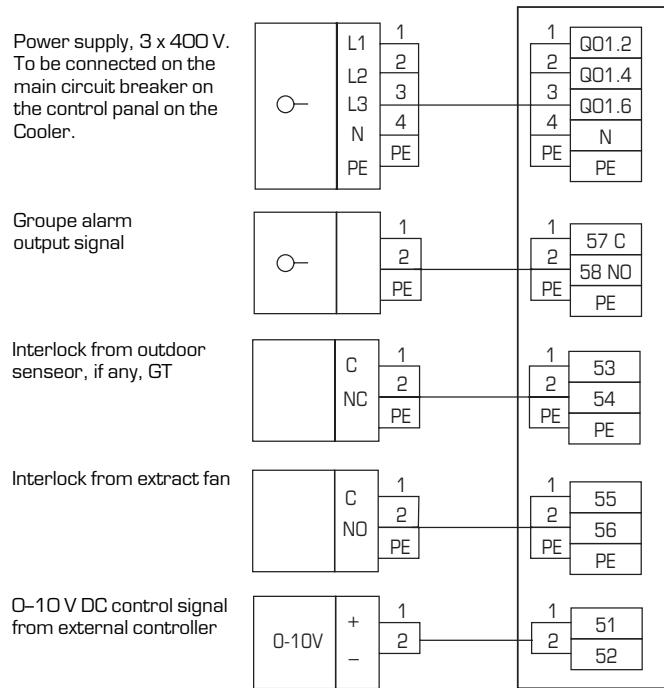 Power supply, 3 x 400 V.
To be connected on the
main circuit breaker on
the control panal on the
Cooler.
L1
L2
L3
N
PE
1
2
3
4
PE
1
2
3
4
PE
Q01.2
Q01.4
Q01.6
N
PE
Groupe alarm
output signal
1
2
PE
1
2
PE
57 C
58 NO
PE
Interlock from outdoor
senseor, if any, GT
C
NC
1
2
PE
1
2
PE
53
54
PE
Interlock from extract fan
C
NO
1
2
PE
1
2
PE
55
56
PE
0–10 V DC control signal
from external controller
0-10V
+
–
1
2
1
2
51
52